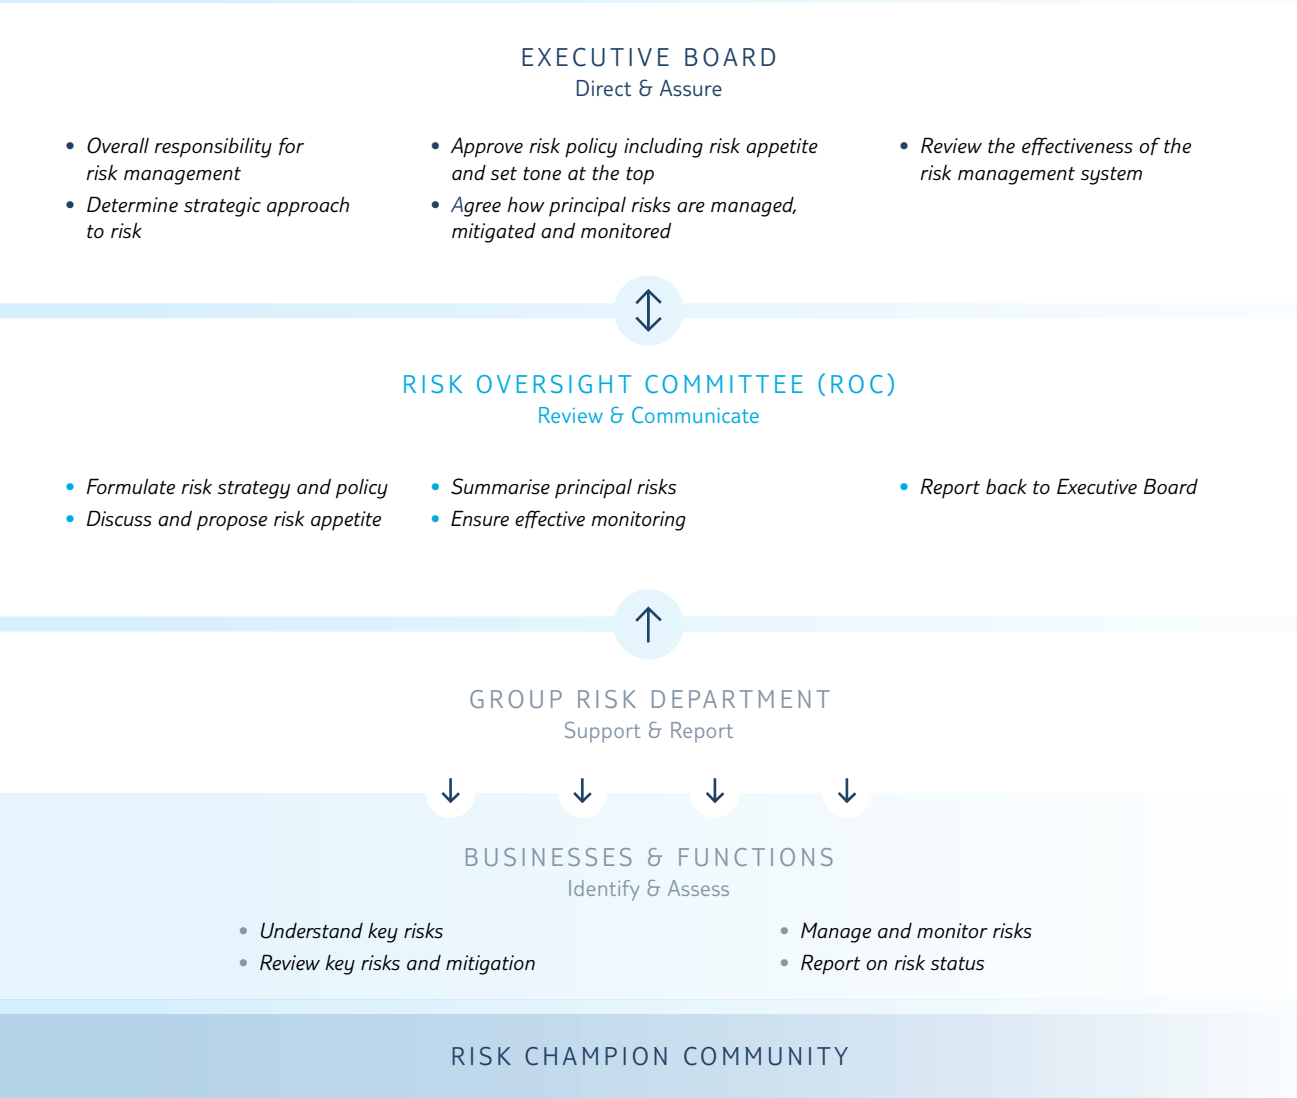 EXECUTIVE BOARD
Direct & Assure
• Overall responsibility for
risk management
• Determine strategic approach
to risk
• Approve risk policy including risk appetite
and set tone at the top
• Agree how principal risks are managed,
mitigated and monitored
• Review the effectiveness of the
risk management system
RISK OVERSIGHT COMMITTEE (ROC)
Review & Communicate
• Formulate risk strategy and policy
• Discuss and propose risk appetite
• Summarise principal risks
• Ensure effective monitoring
• Report back to Executive Board
GROUP RISK DEPARTMENT
Support & Report
BUSINESSES & FUNCTIONS
Identify & Assess
• Understand key risks
• Review key risks and mitigation
• Manage and monitor risks
• Report on risk status
RISK CHAMPION COMMUNITY